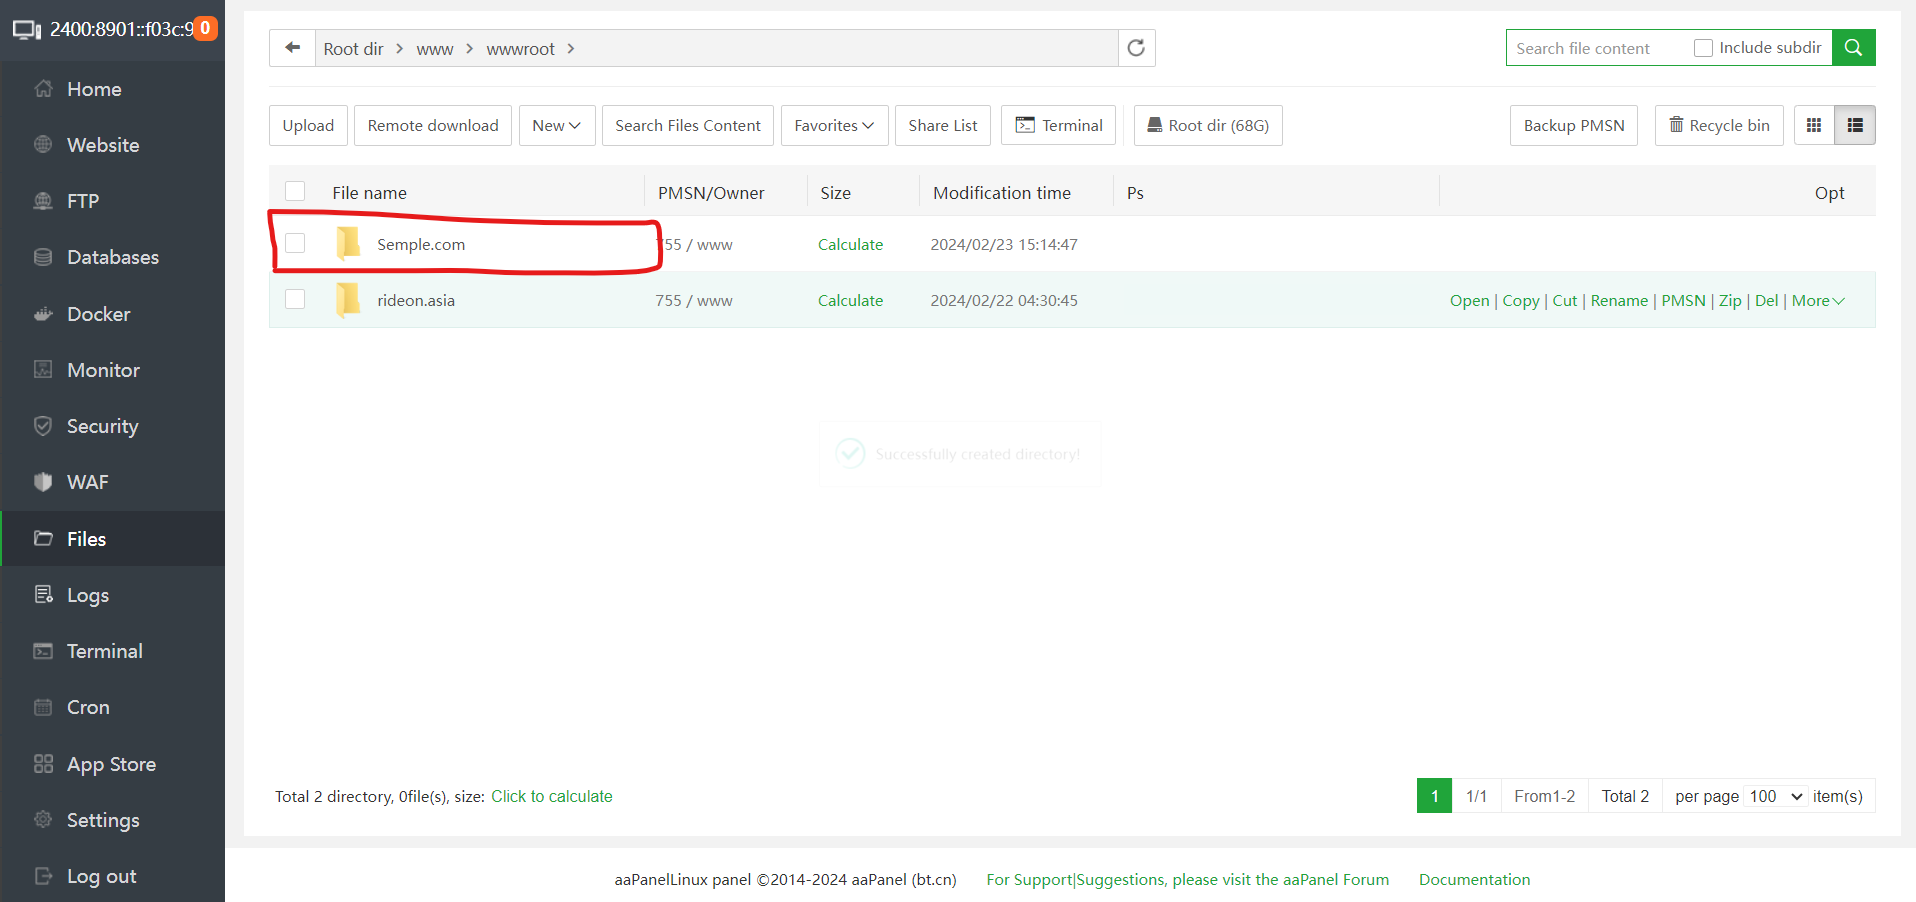 2400:8901::f03c:9 0
Home
Website
FTP
Databases
Docker
Monitor
Security
WAF
Files
Logs
Terminal
Cron
App Store
Settings
Log out
Root dir > www > wwwroot >
Search file content Include subdir
Upload Remote download New Search Files Content Favorites Share List Terminal Root dir (68G) Backup PMSN Recycle bin
File name PMSN/Owner Size Modification time Ps Opt
Semple.com 755 / www Calculate 2024/02/23 15:14:47
rideon.asia 755 / www Calculate 2024/02/22 04:30:45 Open | Copy | Cut | Rename | PMSN | Zip | Del | More
Successfully created directory!
Total 2 directory, 0file(s), size: Click to calculate 1 1/1 From1-2 Total 2 per page 100 item(s)
aaPanelLinux panel ©2014-2024 aaPanel (bt.cn) For Support|Suggestions, please visit the aaPanel Forum Documentation